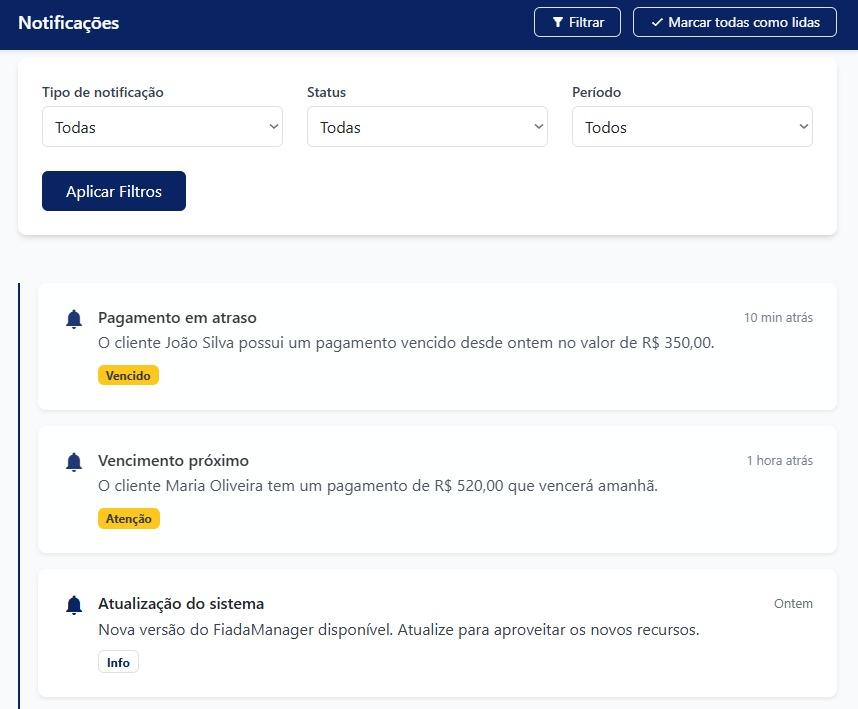 Notificações
Filtrar
Marcar todas como lidas
Tipo de notificação
Status
Período
Todas
Todas
Todos
Aplicar Filtros
Pagamento em atraso
10 min atrás
O cliente João Silva possui um pagamento vencido desde ontem no valor de R$ 350,00.
Vencido
Vencimento próximo
1 hora atrás
O cliente Maria Oliveira tem um pagamento de R$ 520,00 que vencerá amanhã.
Atenção
Atualização do sistema
Ontem
Nova versão do FiadaManager disponível. Atualize para aproveitar os novos recursos.
Info